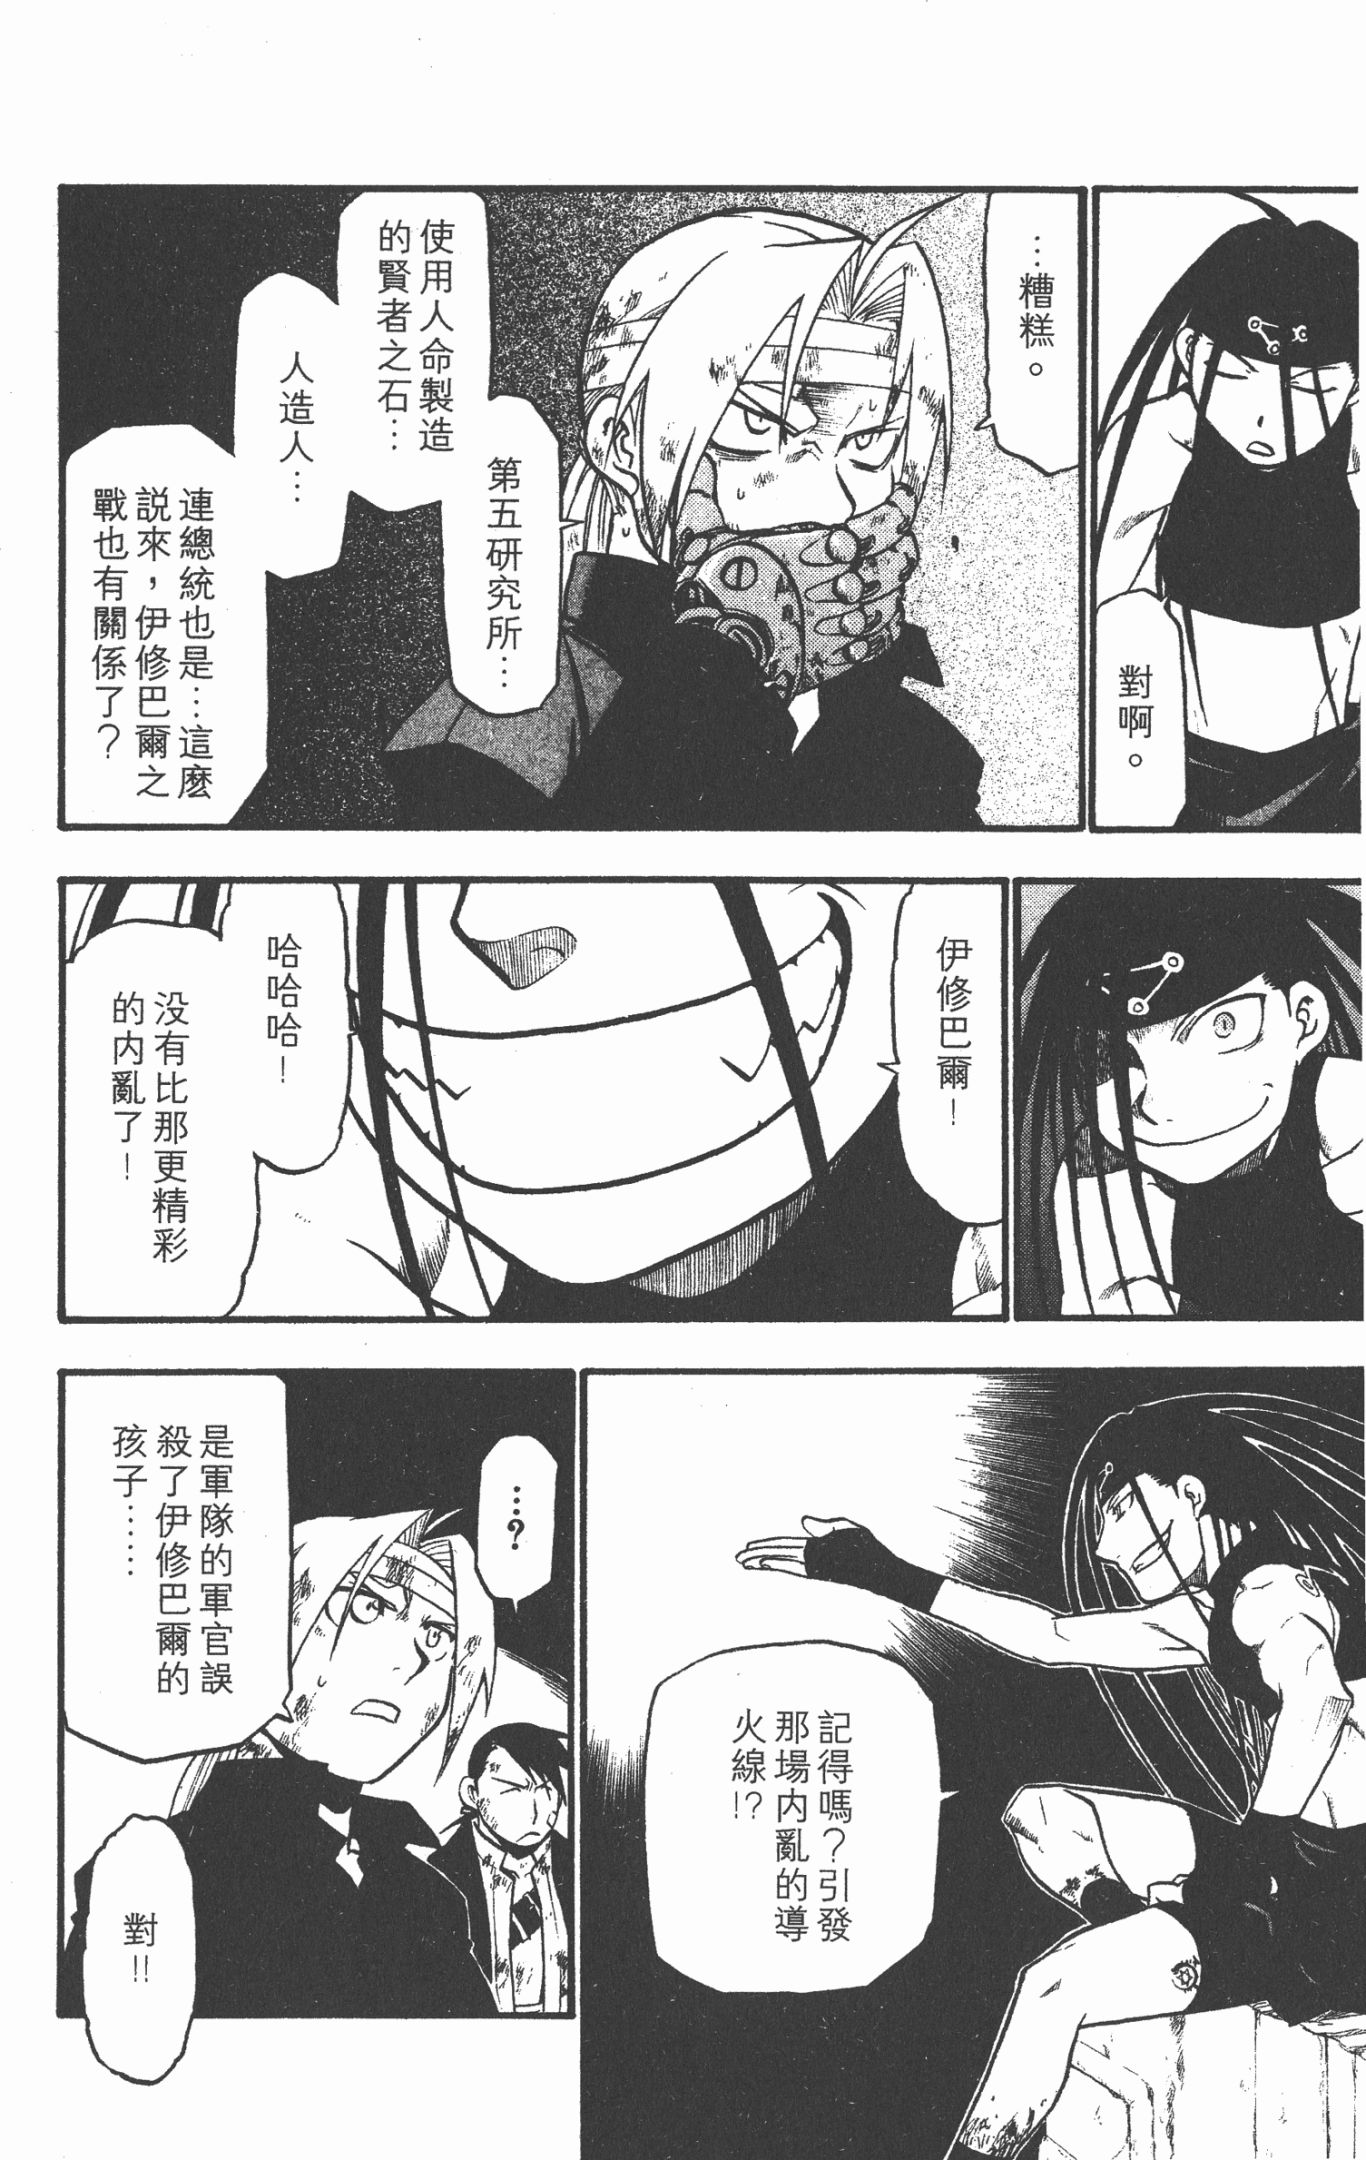 對啊。
…糟糕。
第五研究所…
使用人命製造
的賢者之石…
人造人…
連總統也是…這麼
説來，伊修巴爾之
戰也有關係了？
伊修巴爾！
哈哈哈！
没有比那更精彩
的内亂了！
記得嗎？引發
那場内亂的導
火線!?
…？
是軍隊的軍官誤
殺了伊修巴爾的
孩子……
對!!